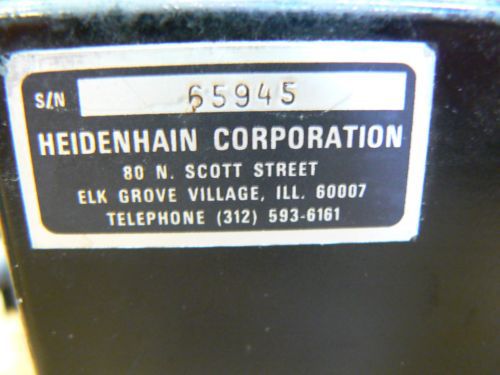 S/N 65945
HEIDENHAIN CORPORATION
80 N. SCOTT STREET
ELK GROVE VILLAGE, ILL. 60007
TELEPHONE (312) 593-6161